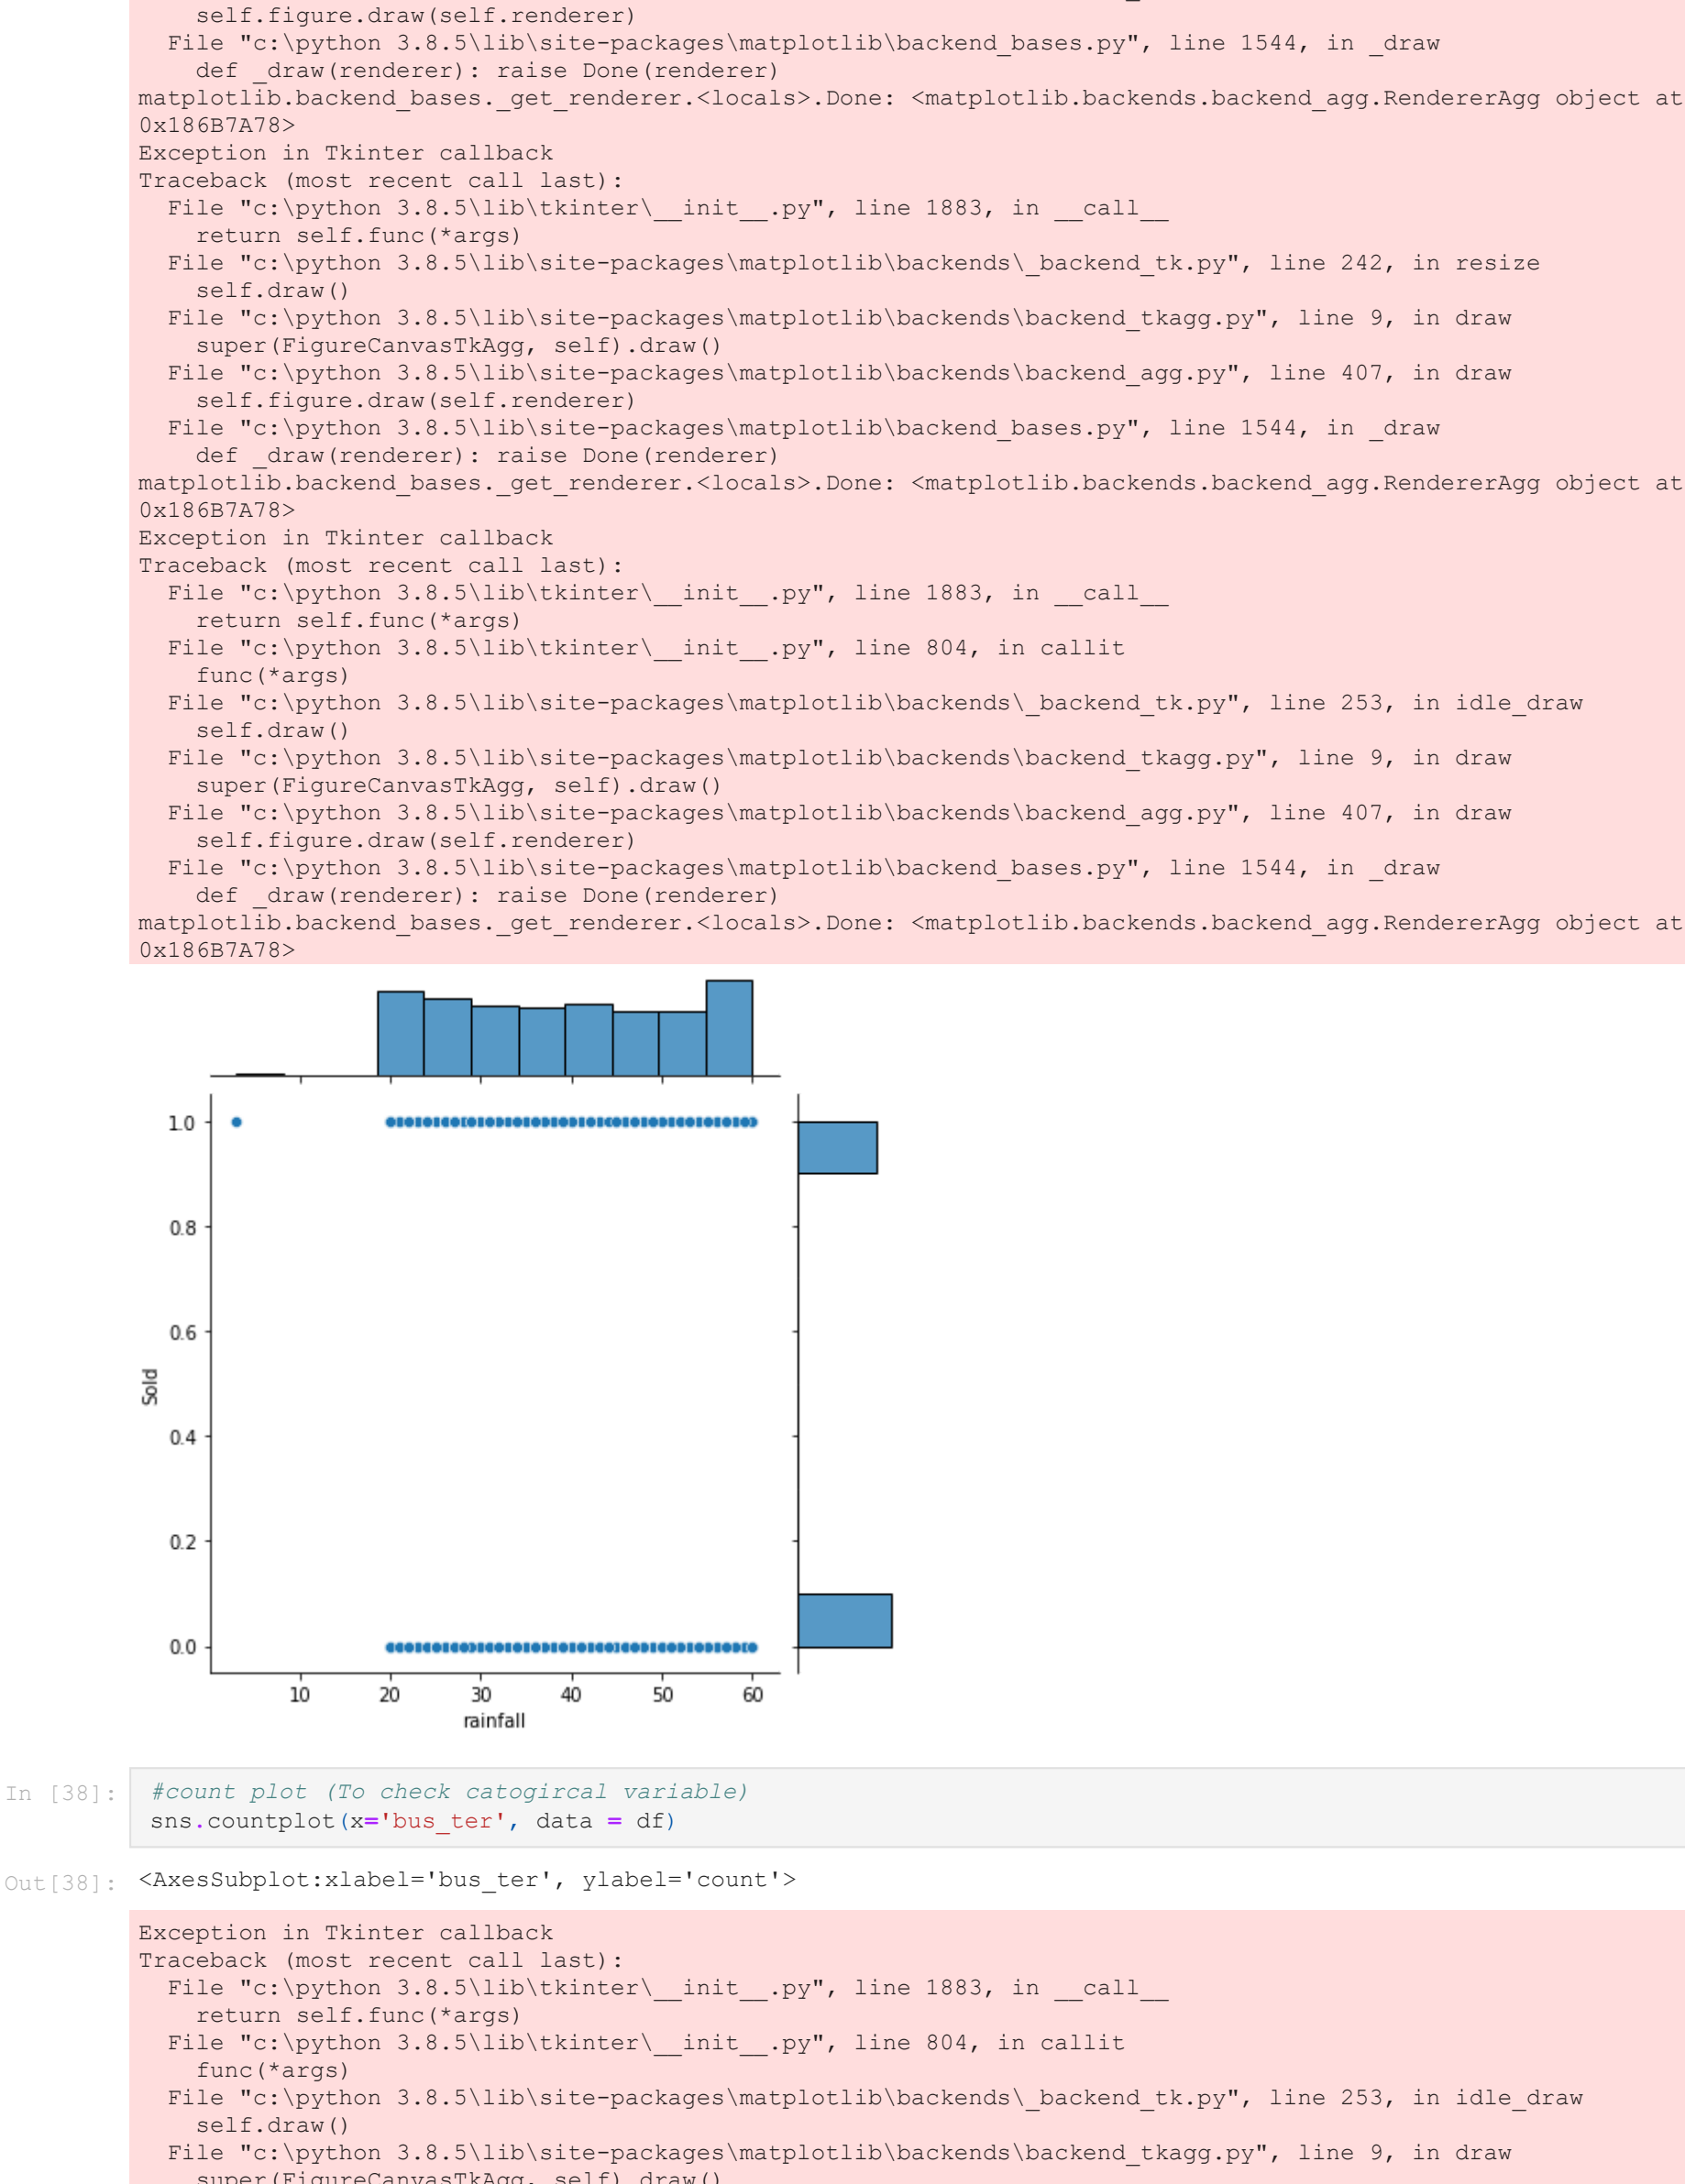 self.figure.draw(self.renderer)
File "c:\python 3.8.5\lib\site-packages\matplotlib\backend_bases.py", line 1544, in _draw
def _draw(renderer): raise Done(renderer)
matplotlib.backend_bases._get_renderer.<locals>.Done: <matplotlib.backends.backend_agg.RendererAgg object at
0x186B7A78>
Exception in Tkinter callback
Traceback (most recent call last):
File "c:\python 3.8.5\lib\tkinter\__init__.py", line 1883, in __call__
return self.func(*args)
File "c:\python 3.8.5\lib\site-packages\matplotlib\backends\_backend_tk.py", line 242, in resize
self.draw()
File "c:\python 3.8.5\lib\site-packages\matplotlib\backends\backend_tkagg.py", line 9, in draw
super(FigureCanvasTkAgg, self).draw()
File "c:\python 3.8.5\lib\site-packages\matplotlib\backends\backend_agg.py", line 407, in draw
self.figure.draw(self.renderer)
File "c:\python 3.8.5\lib\site-packages\matplotlib\backend_bases.py", line 1544, in _draw
def _draw(renderer): raise Done(renderer)
matplotlib.backend_bases._get_renderer.<locals>.Done: <matplotlib.backends.backend_agg.RendererAgg object at
0x186B7A78>
Exception in Tkinter callback
Traceback (most recent call last):
File "c:\python 3.8.5\lib\tkinter\__init__.py", line 1883, in __call__
return self.func(*args)
File "c:\python 3.8.5\lib\tkinter\__init__.py", line 804, in callit
func(*args)
File "c:\python 3.8.5\lib\site-packages\matplotlib\backends\_backend_tk.py", line 253, in idle_draw
self.draw()
File "c:\python 3.8.5\lib\site-packages\matplotlib\backends\backend_tkagg.py", line 9, in draw
super(FigureCanvasTkAgg, self).draw()
File "c:\python 3.8.5\lib\site-packages\matplotlib\backends\backend_agg.py", line 407, in draw
self.figure.draw(self.renderer)
File "c:\python 3.8.5\lib\site-packages\matplotlib\backend_bases.py", line 1544, in _draw
def _draw(renderer): raise Done(renderer)
matplotlib.backend_bases._get_renderer.<locals>.Done: <matplotlib.backends.backend_agg.RendererAgg object at
0x186B7A78>
1.0
0.8
0.6
Sold
0.4
0.2
0.0
10 20 30 40 50 60
rainfall
In [38]: #count plot (To check catogircal variable)
sns.countplot(x='bus_ter', data = df)
Out[38]: <AxesSubplot:xlabel='bus_ter', ylabel='count'>
Exception in Tkinter callback
Traceback (most recent call last):
File "c:\python 3.8.5\lib\tkinter\__init__.py", line 1883, in __call__
return self.func(*args)
File "c:\python 3.8.5\lib\tkinter\__init__.py", line 804, in callit
func(*args)
File "c:\python 3.8.5\lib\site-packages\matplotlib\backends\_backend_tk.py", line 253, in idle_draw
self.draw()
File "c:\python 3.8.5\lib\site-packages\matplotlib\backends\backend_tkagg.py", line 9, in draw
super(FigureCanvasTkAgg, self).draw()